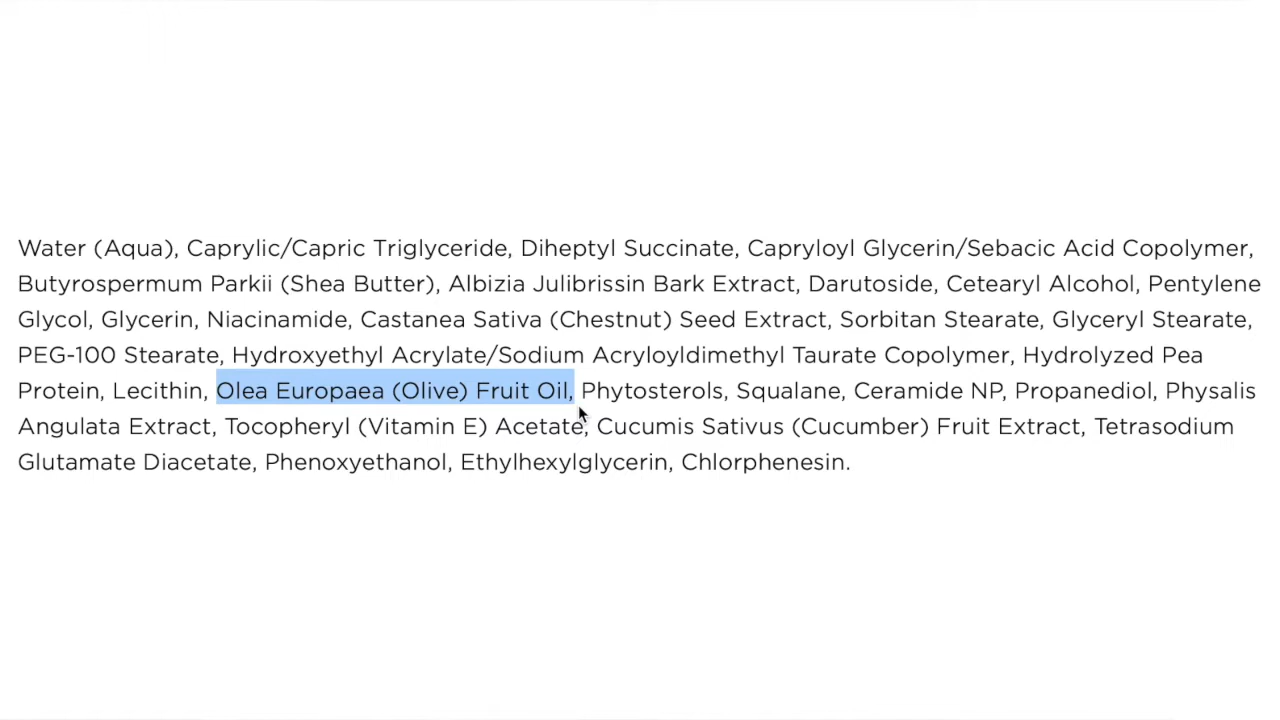 Water (Aqua), Caprylic/Capric Triglyceride, Diheptyl Succinate, Capryloyl Glycerin/Sebacic Acid Copolymer,
Butyrospermum Parkii (Shea Butter), Albizia Julibrissin Bark Extract, Darutoside, Cetearyl Alcohol, Pentylene
Glycol, Glycerin, Niacinamide, Castanea Sativa (Chestnut) Seed Extract, Sorbitan Stearate, Glyceryl Stearate,
PEG-100 Stearate, Hydroxyethyl Acrylate/Sodium Acryloyldimethyl Taurate Copolymer, Hydrolyzed Pea
Protein, Lecithin, Olea Europaea (Olive) Fruit Oil, Phytosterols, Squalane, Ceramide NP, Propanediol, Physalis
Angulata Extract, Tocopheryl (Vitamin E) Acetate, Cucumis Sativus (Cucumber) Fruit Extract, Tetrasodium
Glutamate Diacetate, Phenoxyethanol, Ethylhexylglycerin, Chlorphenesin.